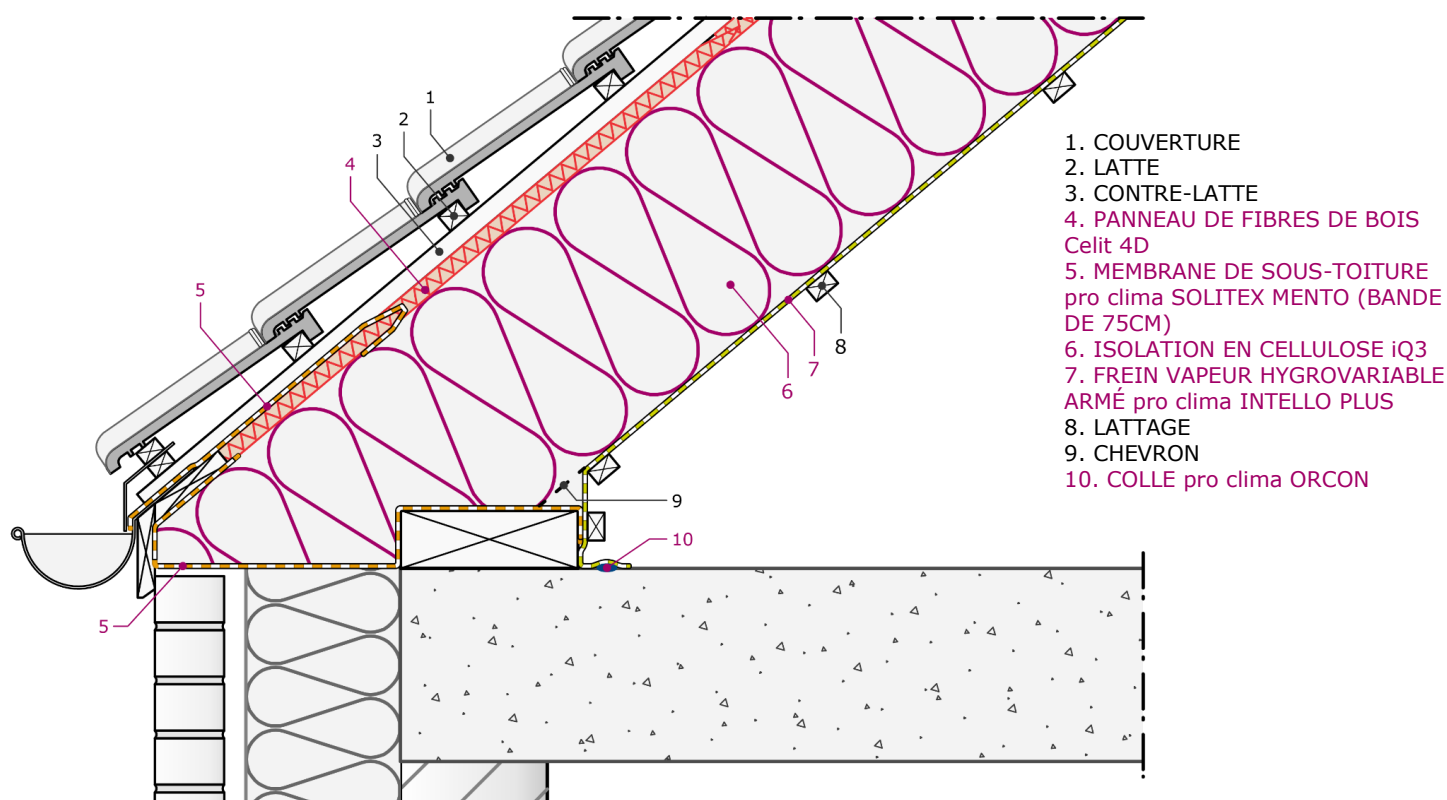 1
2
3
4
5
5
6
7
8
9
10
1. COUVERTURE
2. LATTE
3. CONTRE-LATTE
4. PANNEAU DE FIBRES DE BOIS
Celit 4D
5. MEMBRANE DE SOUS-TOITURE
pro clima SOLITEX MENTO (BANDE
DE 75CM)
6. ISOLATION EN CELLULOSE iQ3
7. FREIN VAPEUR HYGROVARIABLE
ARMÉ pro clima INTELLO PLUS
8. LATTAGE
9. CHEVRON
10. COLLE pro clima ORCON